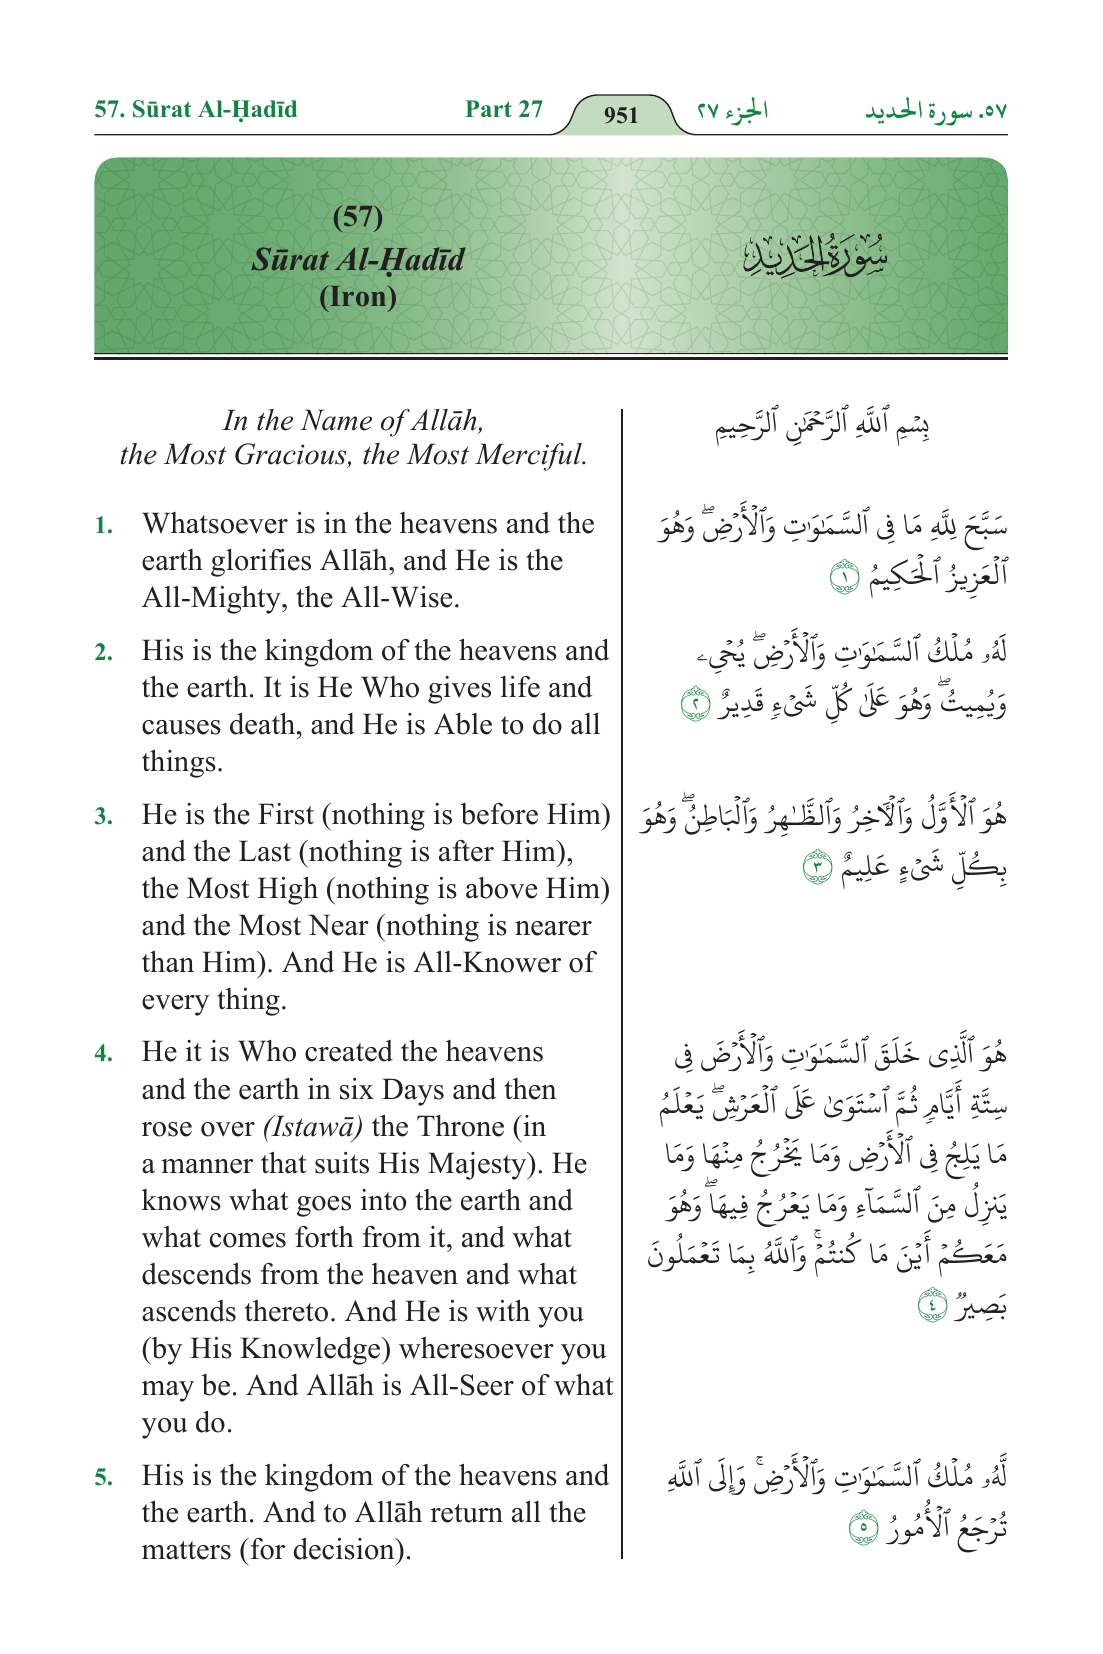 57. Sūrat Al-Ḥadīd Part 27 951 الجزء ٢٧ ٥٧. سورة الحديد
(57)
Sūrat Al-Ḥadīd
(Iron)
سُورَةُ الحَدِيدِ
In the Name of Allāh,
the Most Gracious, the Most Merciful.
1. Whatsoever is in the heavens and the
earth glorifies Allāh, and He is the
All-Mighty, the All-Wise.
2. His is the kingdom of the heavens and
the earth. It is He Who gives life and
causes death, and He is Able to do all
things.
3. He is the First (nothing is before Him)
and the Last (nothing is after Him),
the Most High (nothing is above Him)
and the Most Near (nothing is nearer
than Him). And He is All-Knower of
every thing.
4. He it is Who created the heavens
and the earth in six Days and then
rose over (Istawā) the Throne (in
a manner that suits His Majesty). He
knows what goes into the earth and
what comes forth from it, and what
descends from the heaven and what
ascends thereto. And He is with you
(by His Knowledge) wheresoever you
may be. And Allāh is All-Seer of what
you do.
5. His is the kingdom of the heavens and
the earth. And to Allāh return all the
matters (for decision).
بِسْمِ ٱللَّهِ ٱلرَّحْمَٰنِ ٱلرَّحِيمِ
سَبَّحَ لِلَّهِ مَا فِى ٱلسَّمَٰوَٰتِ وَٱلْأَرْضِ ۖ وَهُوَ
ٱلْعَزِيزُ ٱلْحَكِيمُ ١
لَهُۥ مُلْكُ ٱلسَّمَٰوَٰتِ وَٱلْأَرْضِ ۖ يُحْىِۦ
وَيُمِيتُ ۖ وَهُوَ عَلَىٰ كُلِّ شَىْءٍ قَدِيرٌ ٢
هُوَ ٱلْأَوَّلُ وَٱلْءَاخِرُ وَٱلظَّٰهِرُ وَٱلْبَاطِنُ ۖ وَهُوَ
بِكُلِّ شَىْءٍ عَلِيمٌ ٣
هُوَ ٱلَّذِى خَلَقَ ٱلسَّمَٰوَٰتِ وَٱلْأَرْضَ فِى
سِتَّةِ أَيَّامٍ ثُمَّ ٱسْتَوَىٰ عَلَى ٱلْعَرْشِ ۖ يَعْلَمُ
مَا يَلِجُ فِى ٱلْأَرْضِ وَمَا يَخْرُجُ مِنْهَا وَمَا
يَنزِلُ مِنَ ٱلسَّمَآءِ وَمَا يَعْرُجُ فِيهَا ۖ وَهُوَ
مَعَكُمْ أَيْنَ مَا كُنتُمْ ۚ وَٱللَّهُ بِمَا تَعْمَلُونَ
بَصِيرٌ ٤
لَّهُۥ مُلْكُ ٱلسَّمَٰوَٰتِ وَٱلْأَرْضِ ۚ وَإِلَى ٱللَّهِ
تُرْجَعُ ٱلْأُمُورُ ٥